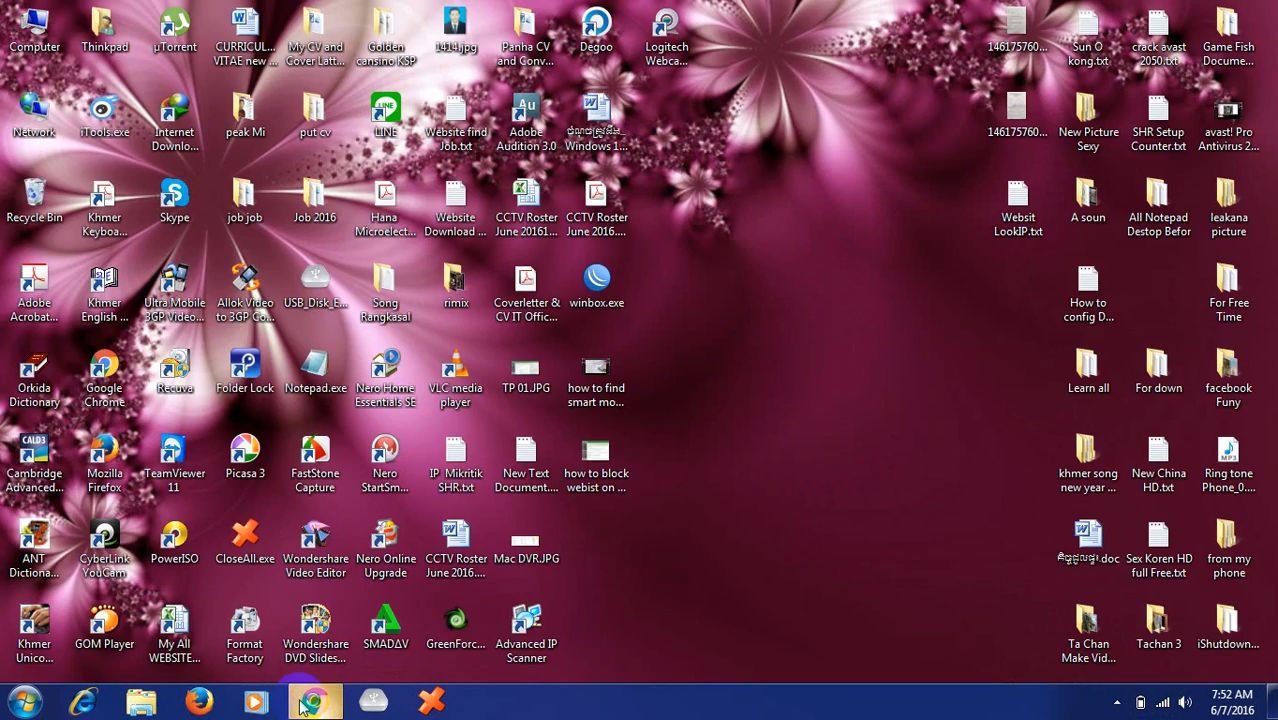 Computer
Thinkpad
µTorrent
CURRICUL...
VITAE new ...
My CV and
Cover Latt...
Golden
cansino KSP
1414.jpg
Panha CV
and Conv...
Degoo
Logitech
Webca...
146175760...
Sun O
kong.txt
crack avast
2050.txt
Game Fish
Docume...
Network
iTools.exe
Internet
Downlo...
peak Mi
put cv
LINE
Website find
Job.txt
Adobe
Audition 3.0
Windows 1...
146175760...
New Picture
Sexy
SHR Setup
Counter.txt
avast! Pro
Antivirus 2...
Recycle Bin
Khmer
Keyboa...
Skype
job job
Job 2016
Hana
Microelect...
Website
Download ...
CCTV Roster
June 20161...
CCTV Roster
June 2016....
Websit
LookIP.txt
A soun
All Notepad
Destop Befor
leakana
picture
Adobe
Acrobat...
Khmer
English ...
Ultra Mobile
3GP Video...
Allok Video
to 3GP Co...
USB_Disk_E...
Song
Rangkasal
rimix
Coverletter &
CV IT Offic...
winbox.exe
How to
config D...
For Free
Time
Orkida
Dictionary
Google
Chrome
Recuva
Folder Lock
Notepad.exe
Nero Home
Essentials SE
VLC media
player
TP 01.JPG
how to find
smart mo...
Learn all
For down
facebook
Funy
CALD3
Cambridge
Advanced...
Mozilla
Firefox
TeamViewer
11
Picasa 3
FastStone
Capture
Nero
StartSm...
IP Mikritik
SHR.txt
New Text
Document....
how to block
webist on ...
khmer song
new year ...
New China
HD.txt
Ring tone
Phone_0....
ANT
Dictiona...
CyberLink
YouCam
PowerISO
CloseAll.exe
Wondershare
Video Editor
Nero Online
Upgrade
CCTV Roster
June 2016....
Mac DVR.JPG
.doc
Sex Koren HD
full Free.txt
from my
phone
Khmer
Unico...
GOM Player
My All
WEBSITE...
Format
Factory
Wondershare
DVD Slides...
SMADAV
GreenForc...
Advanced IP
Scanner
Ta Chan
Make Vid...
Tachan 3
iShutdown...
7:52 AM
6/7/2016